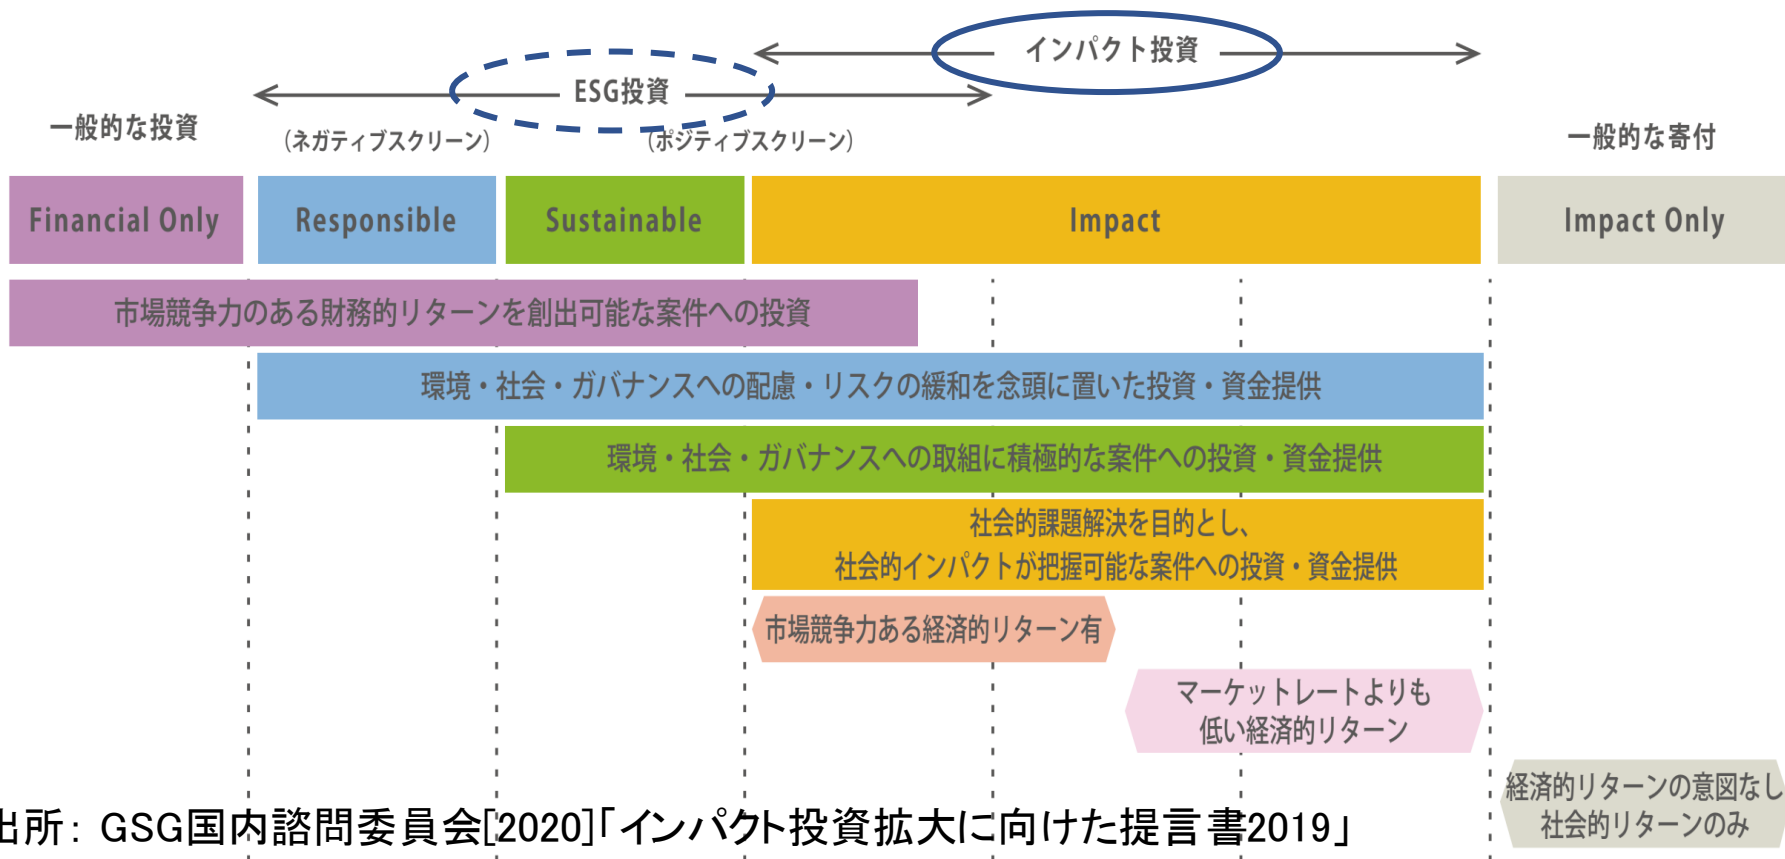 インパクト投資
ESG投資
一般的な投資
(ネガティブスクリーン)
(ポジティブスクリーン)
一般的な寄付
Financial Only
Responsible
Sustainable
Impact
Impact Only
市場競争力のある財務的リターンを創出可能な案件への投資
環境・社会・ガバナンスへの配慮・リスクの緩和を念頭に置いた投資・資金提供
環境・社会・ガバナンスへの取組に積極的な案件への投資・資金提供
社会的課題解決を目的とし、
社会的インパクトが把握可能な案件への投資・資金提供
市場競争力ある経済的リターン有
マーケットレートよりも
低い経済的リターン
経済的リターンの意図なし
社会的リターンのみ
出所: GSG国内諮問委員会[2020]「インパクト投資拡大に向けた提言書2019」